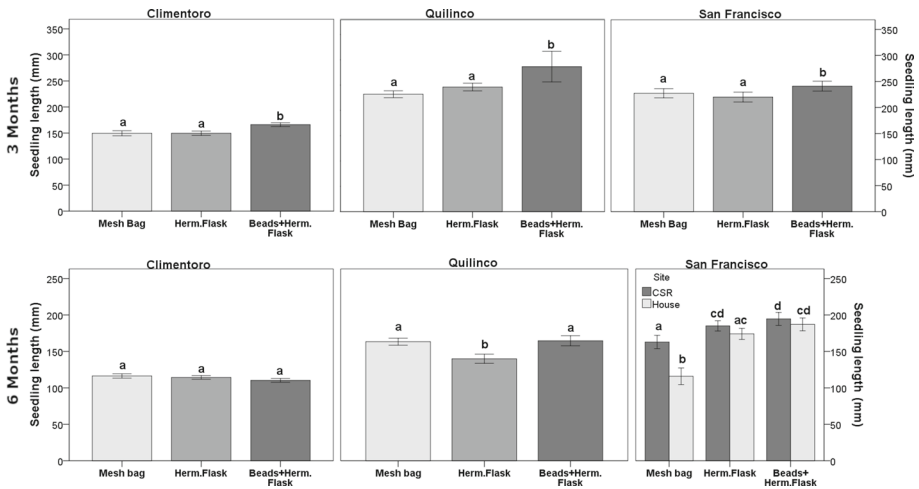 Climentoro
Quilinco
San Francisco
3 Months
Seedling length (mm)
350
300
250
200
150
100
50
0
a
a
b
a
a
b
a
a
b
350
300
250
200
150
100
50
0
Seedling length (mm)
Mesh Bag
Herm.Flask
Beads+Herm.
Flask
Mesh Bag
Herm.Flask
Beads+Herm.
Flask
Mesh Bag
Herm.Flask
Beads+Herm.
Flask
Climentoro
Quilinco
San Francisco
6 Months
Seedling length (mm)
250
200
150
100
50
0
a
a
a
a
b
a
Site
CSR
House
a
b
cd
ac
d
cd
250
200
150
100
50
0
Seedling length (mm)
Mesh bag
Herm.Flask
Beads+Herm.
Flask
Mesh bag
Herm.Flask
Beads+Herm.
Flask
Mesh bag
Herm.Flask
Beads+
Herm.Flask